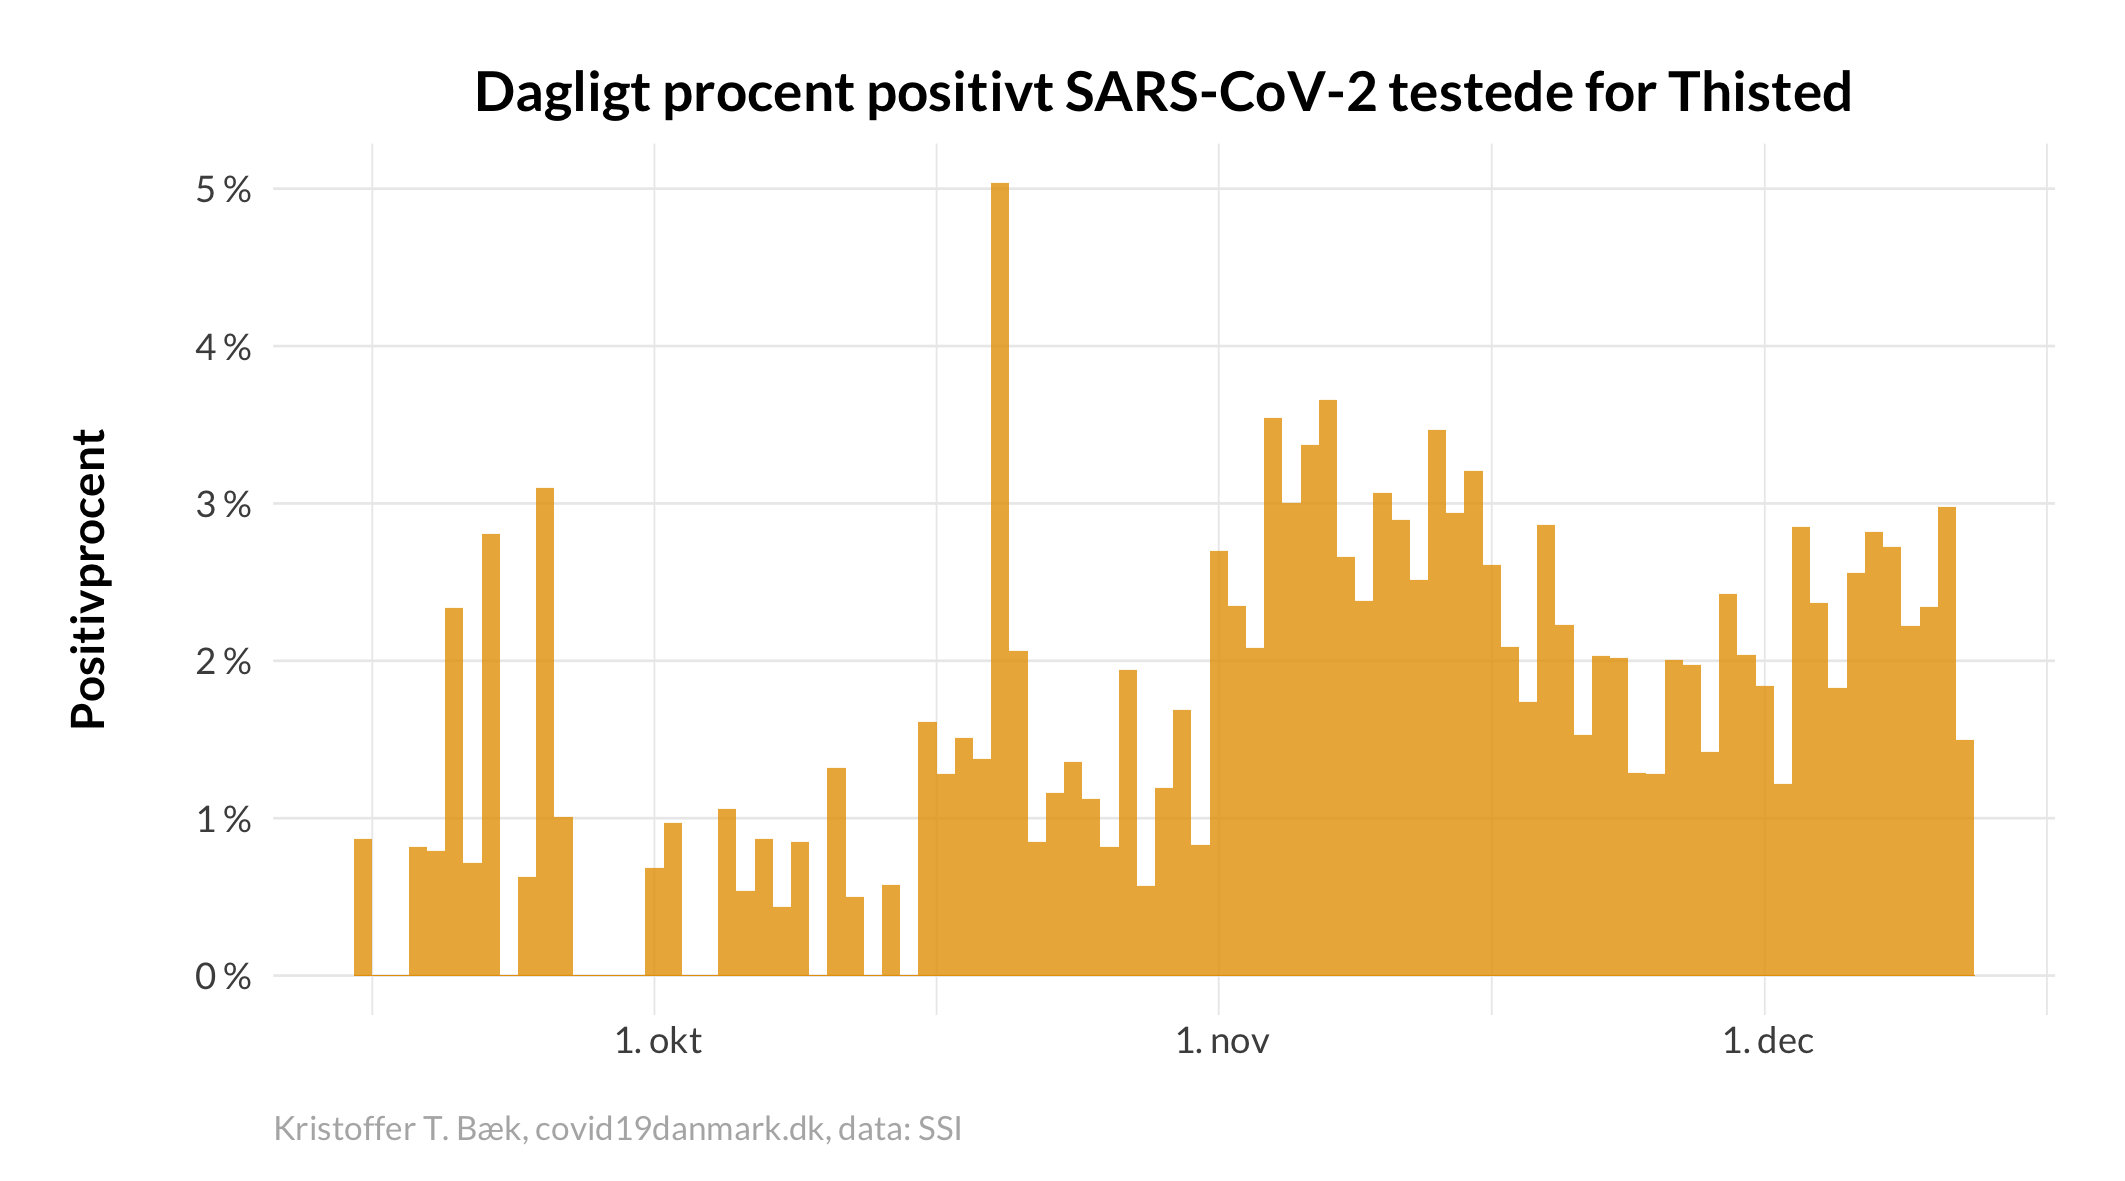 Dagligt procent positivt SARS-CoV-2 testede for Thisted
Positivprocent
5 %
4 %
3 %
2 %
1 %
0 %
1. okt
1. nov
1. dec
Kristoffer T. Bæk, covid19danmark.dk, data: SSI